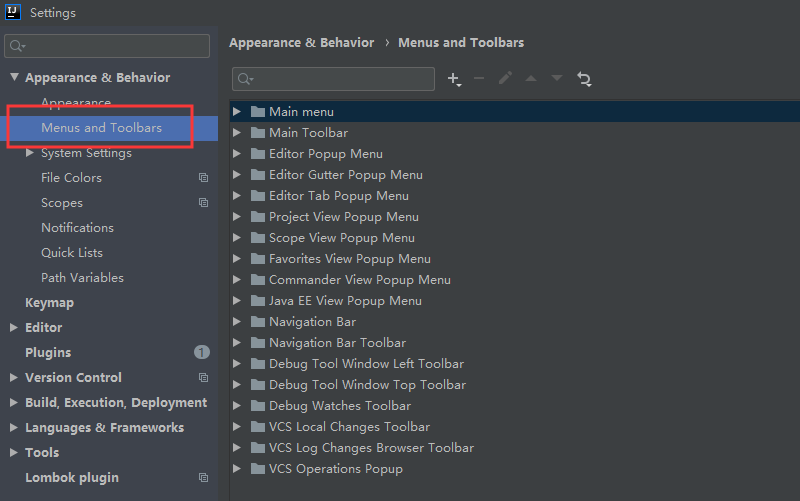 IJ Settings
Appearance & Behavior
Appearance
Menus and Toolbars
System Settings
File Colors
Scopes
Notifications
Quick Lists
Path Variables
Keymap
Editor
Plugins 1
Version Control
Build, Execution, Deployment
Languages & Frameworks
Tools
Lombok plugin
Appearance & Behavior › Menus and Toolbars
Main menu
Main Toolbar
Editor Popup Menu
Editor Gutter Popup Menu
Editor Tab Popup Menu
Project View Popup Menu
Scope View Popup Menu
Favorites View Popup Menu
Commander View Popup Menu
Java EE View Popup Menu
Navigation Bar
Navigation Bar Toolbar
Debug Tool Window Left Toolbar
Debug Tool Window Top Toolbar
Debug Watches Toolbar
VCS Local Changes Toolbar
VCS Log Changes Browser Toolbar
VCS Operations Popup